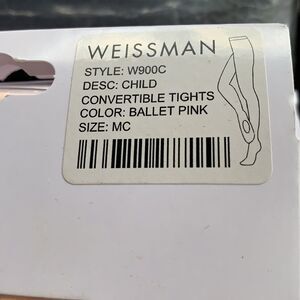 WEISSMAN
STYLE: W900C
DESC: CHILD
CONVERTIBLE TIGHTS
COLOR: BALLET PINK
SIZE: MC